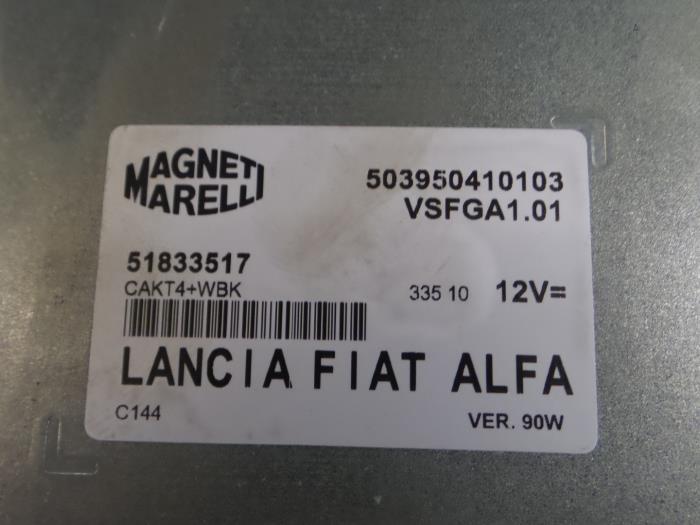 MAGNETI
MARELLI
503950410103
VSFGA1.01
51833517
CAKT4+WBK
335 10 12V=
LANCIA FIAT ALFA
C144
VER. 90W